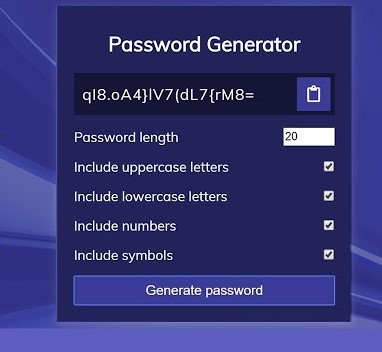 Password Generator
qI8.oA4}lV7(dL7{rM8=
Password length
20
Include uppercase letters
Include lowercase letters
Include numbers
Include symbols
Generate password